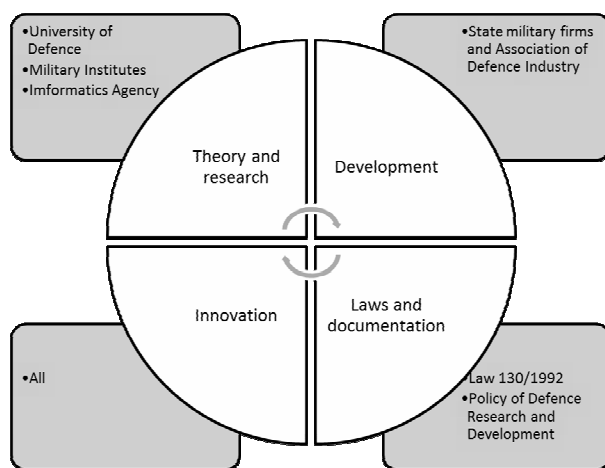 •University of
Defence
•Military Institutes
•Imformatics Agency
•State military firms
and Association of
Defence Industry
Theory and
research
Development
Innovation
Laws and
documentation
•All
•Law 130/1992
•Policy of Defence
Research and
Development